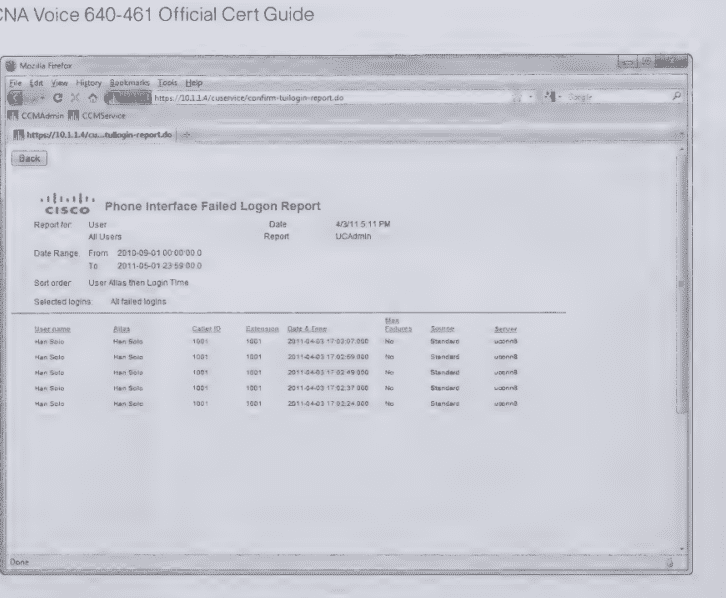 CNA Voice 640-461 Official Cert Guide
Mozilla Firefox
File Edit View History Bookmarks Tools Help
https://10.1.1.4/cuservice/confirm-tuilogin-report.do
Google
CCMAdmin CCMService
https://10.1.1.4/cu...tuilogin-report.do
Back
CISCO Phone Interface Failed Logon Report
Report for: User Date 4/3/11 5:11 PM
All Users Report UCAdmin
Date Range: From 2010-09-01 00:00:00.0
To 2011-05-01 23:59:00.0
Sort order: User Alias then Login Time
Selected logins: All failed logins
User name Alias Caller ID Extension Date & Time Max Failures Source Server
Han Solo Han Solo 1001 1001 2011-04-03 17:02:07.000 No Standard uconn8
Han Solo Han Solo 1001 1001 2011-04-03 17:02:59.000 No Standard uconn8
Han Solo Han Solo 1001 1001 2011-04-03 17:02:49.000 No Standard uconn8
Han Solo Han Solo 1001 1001 2011-04-03 17:02:37.000 No Standard uconn8
Han Solo Han Solo 1001 1001 2011-04-03 17:02:24.000 No Standard uconn8
Done